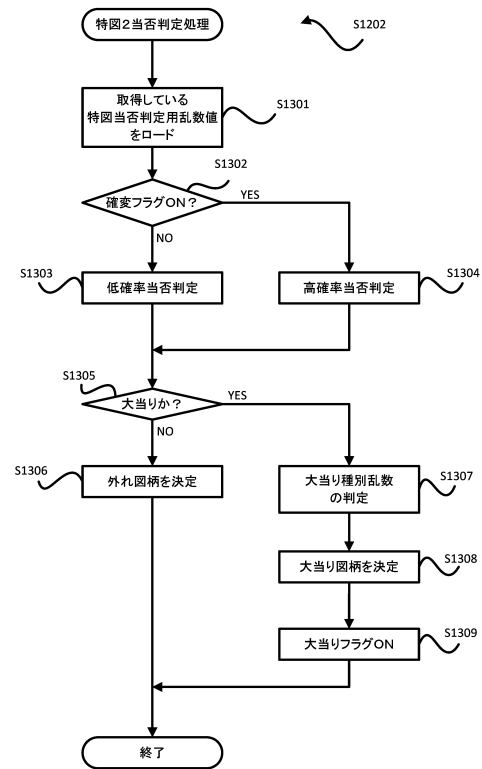 特図２当否判定処理
S1202
取得している
特図当否判定用乱数値
をロード
S1301
S1302
確変フラグＯＮ？
YES
NO
S1303
低確率当否判定
高確率当否判定
S1304
S1305
大当りか？
YES
NO
S1306
外れ図柄を決定
大当り種別乱数
の判定
S1307
大当り図柄を決定
S1308
大当りフラグＯＮ
S1309
終了